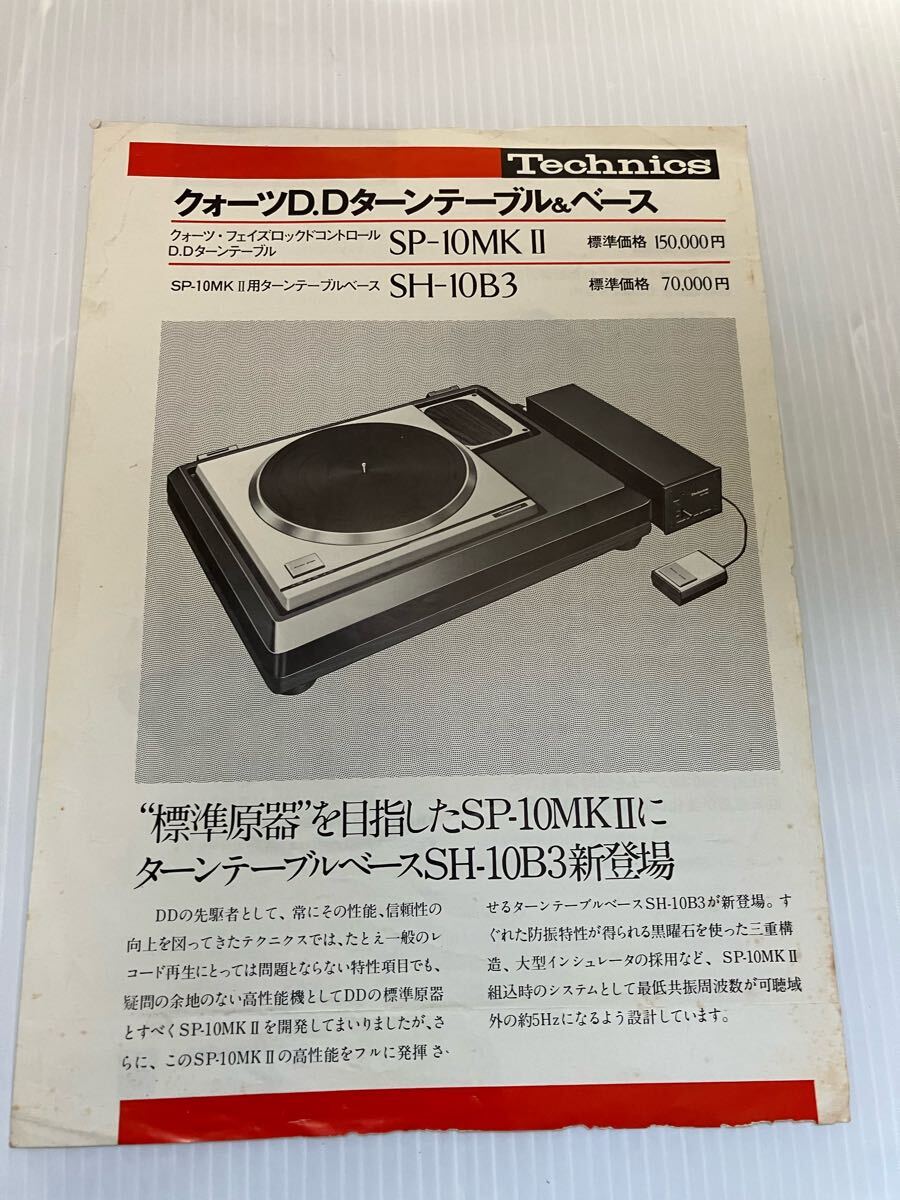 Technics
クォーツD.Dターンテーブル&ベース
クォーツ・フェイズロックドコントロール
D.Dターンテーブル
SP-10MK II
標準価格 150,000円
SP-10MK II用ターンテーブルベース
SH-10B3
標準価格 70,000円
“標準原器”を目指したSP-10MKIIに
ターンテーブルベースSH-10B3新登場
DDの先駆者として、常にその性能、信頼性の
向上を図ってきたテクニクスでは、たとえ一般のレ
コード再生にとっては問題とならない特性項目でも、
疑問の余地のない高性能機としてDDの標準原器
とすべくSP-10MK IIを開発してまいりましたが、さ
らに、このSP-10MK IIの高性能をフルに発揮さ
せるターンテーブルベースSH-10B3が新登場。す
ぐれた防振特性が得られる黒曜石を使った三重構
造、大型インシュレータの採用など、SP-10MK II
組込時のシステムとして最低共振周波数が可聴域
外の約5Hzになるよう設計しています。